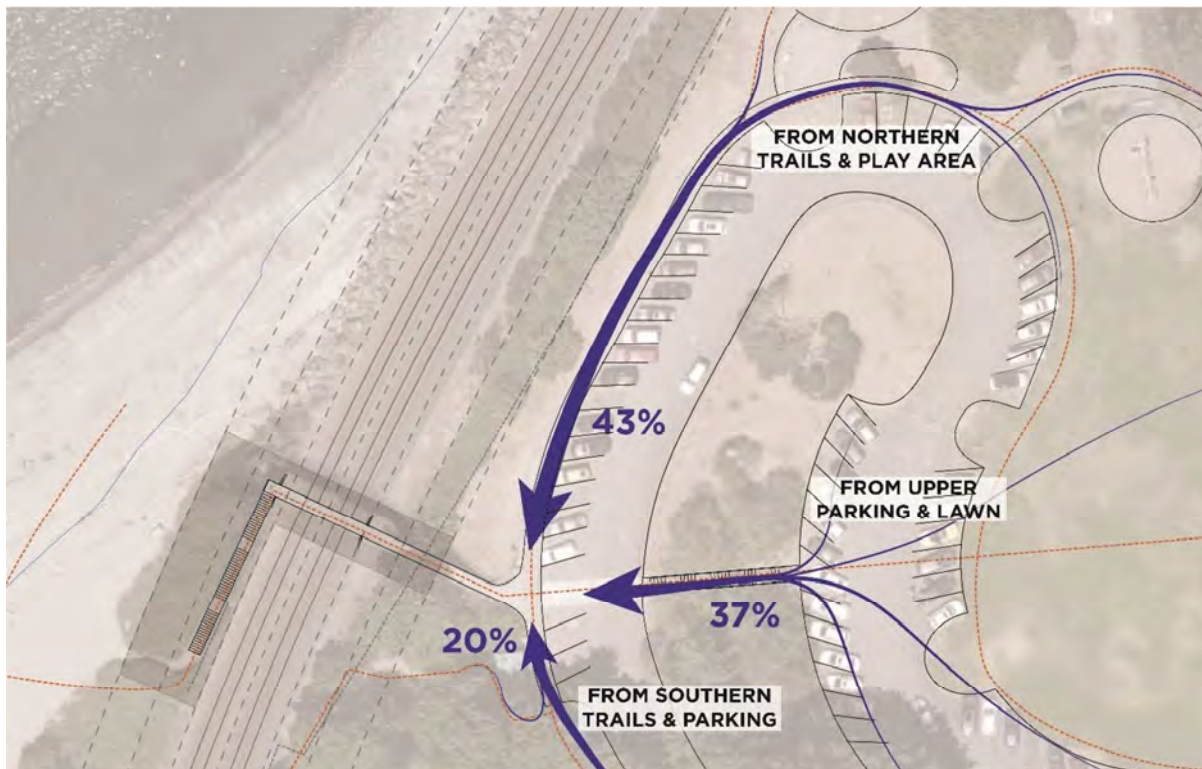 FROM NORTHERN
TRAILS & PLAY AREA
43%
FROM UPPER
PARKING & LAWN
37%
20%
FROM SOUTHERN
TRAILS & PARKING